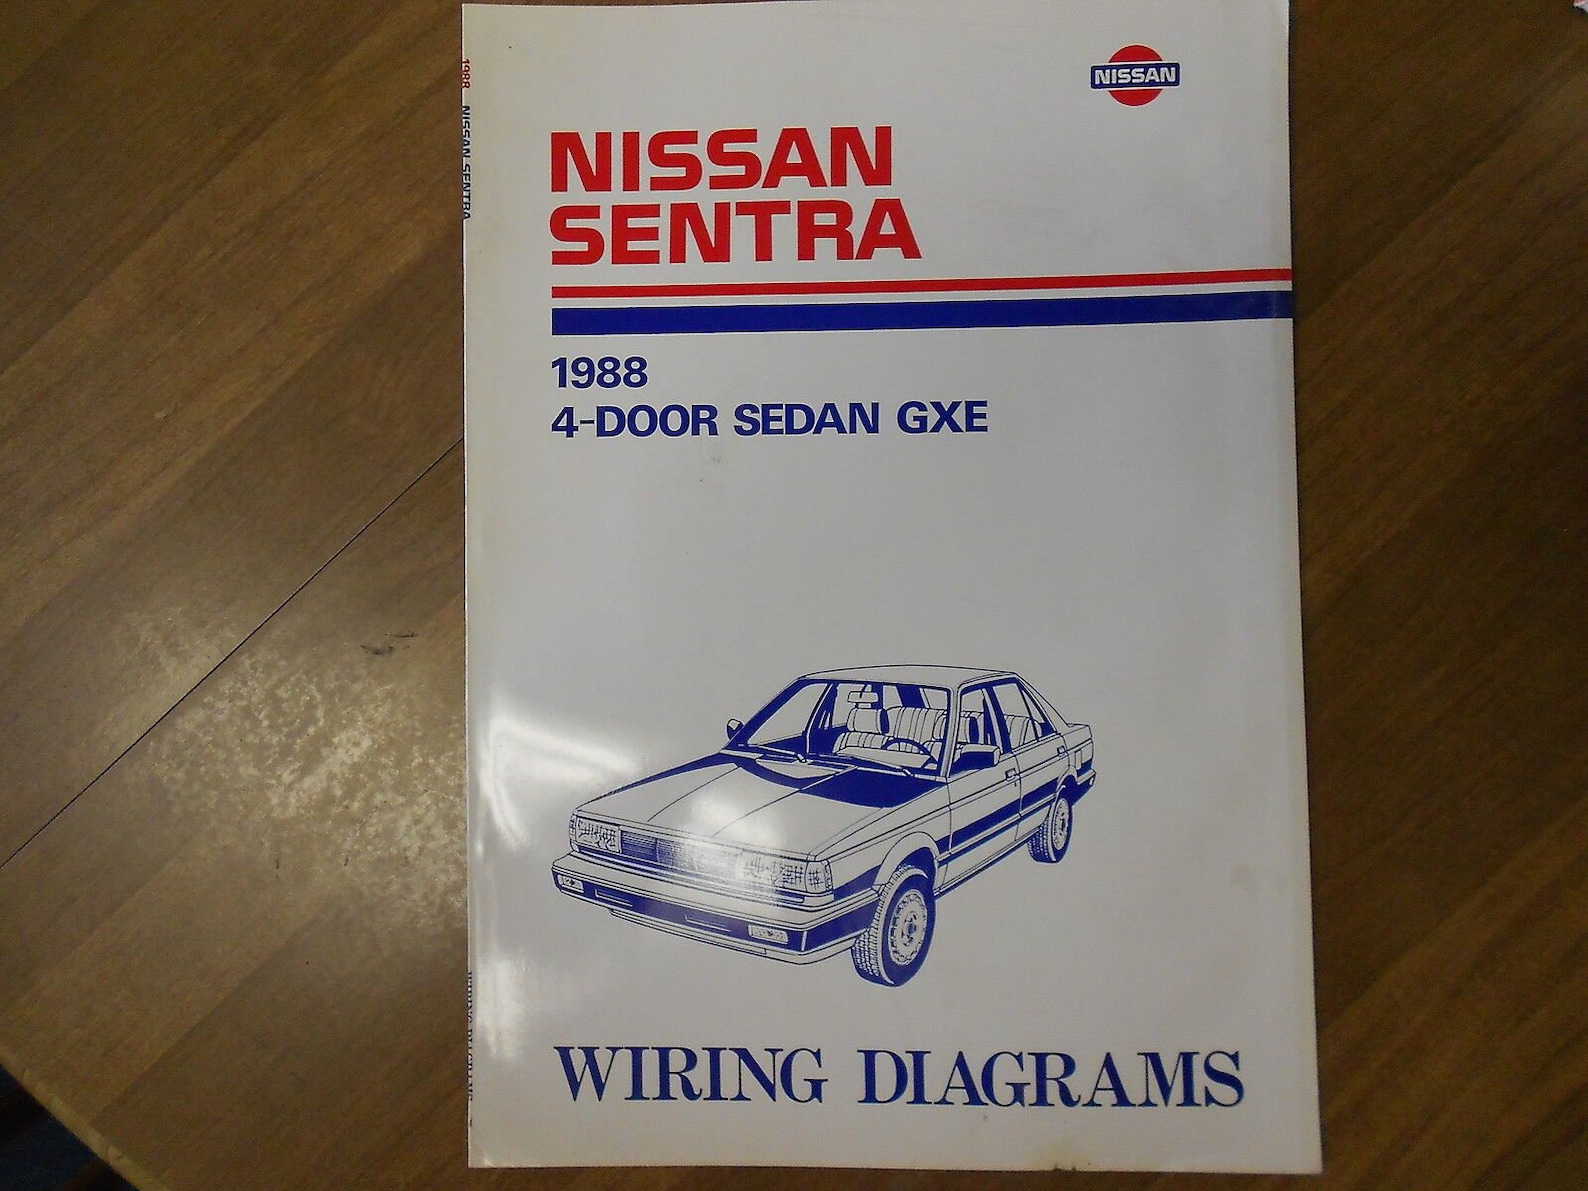 NISSAN
NISSAN
SENTRA
1988
4-DOOR SEDAN GXE
WIRING DIAGRAMS
1988 NISSAN SENTRA